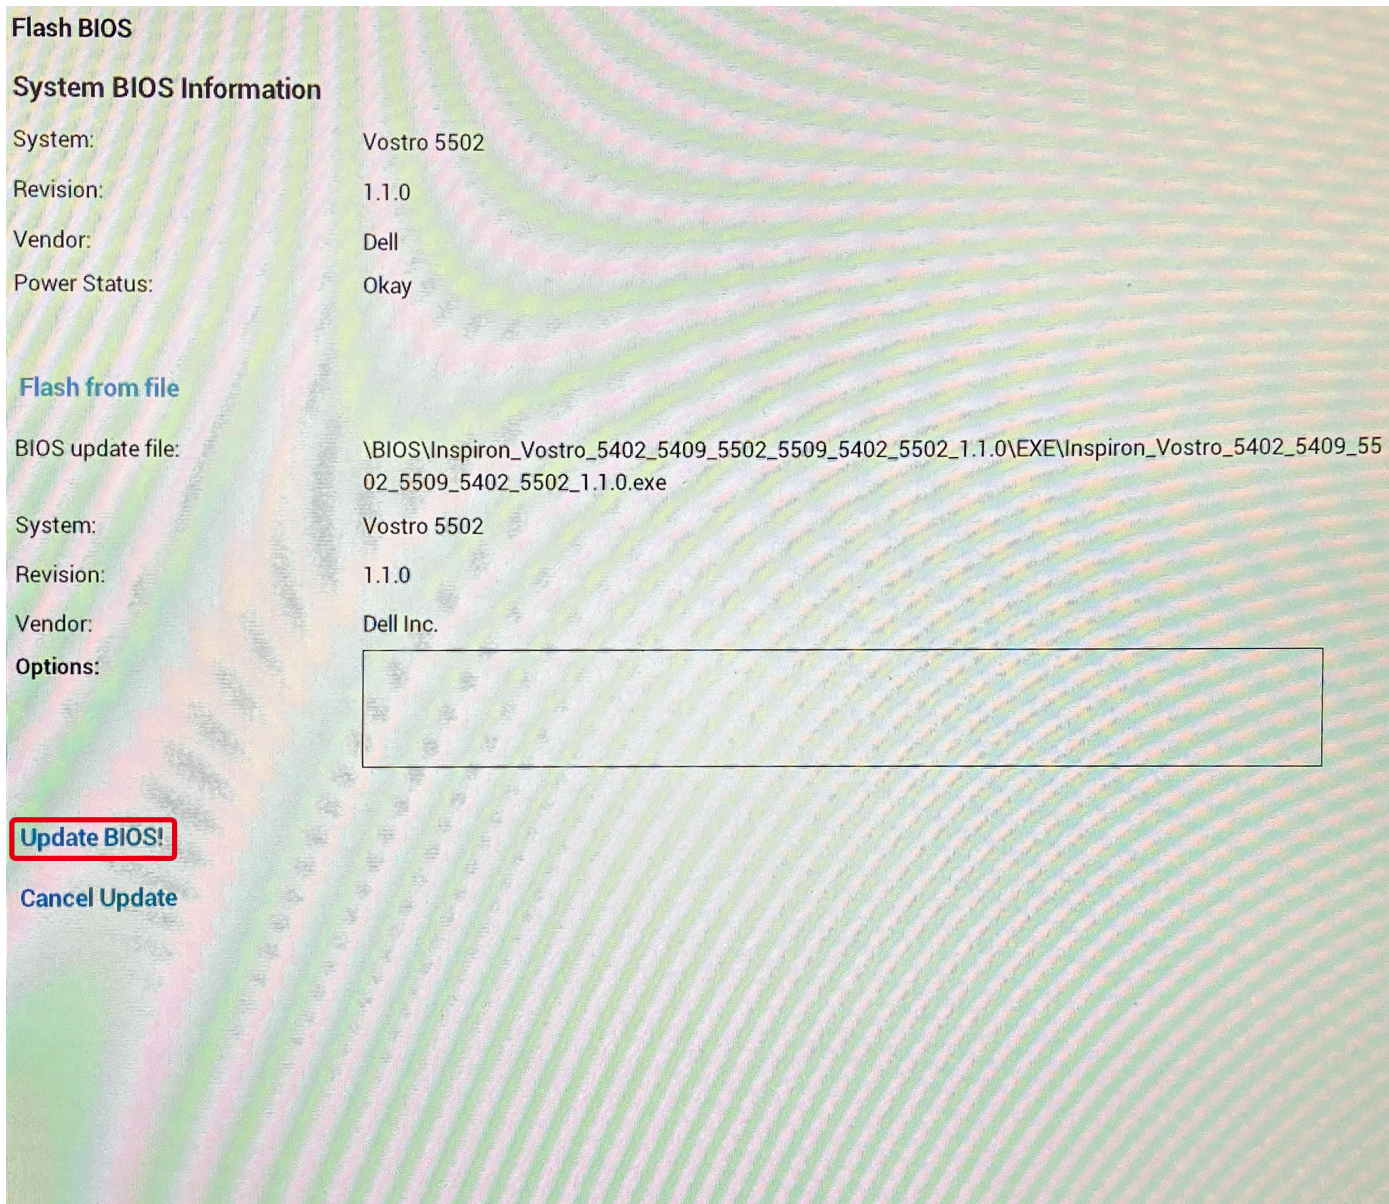 Flash BIOS
System BIOS Information
System: Vostro 5502
Revision: 1.1.0
Vendor: Dell
Power Status: Okay
Flash from file
BIOS update file: \BIOS\Inspiron_Vostro_5402_5409_5502_5509_5402_5502_1.1.0\EXE\Inspiron_Vostro_5402_5409_55
02_5509_5402_5502_1.1.0.exe
System: Vostro 5502
Revision: 1.1.0
Vendor: Dell Inc.
Options:
Update BIOS!
Cancel Update